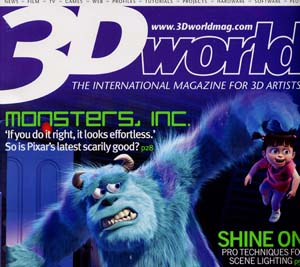 NEWS - FILM - TV - GAMES - WEB - PROFILES - TUTORIALS - PROJECTS - HARDWARE - SOFTWARE
www.3Dworldmag.com
3D world
THE INTERNATIONAL MAGAZINE FOR 3D ARTISTS
monsters, inc.
'If you do it right, it looks effortless.'
So is Pixar's latest scarily good? p28
SHINE ON
PRO TECHNIQUES FO
SCENE LIGHTING